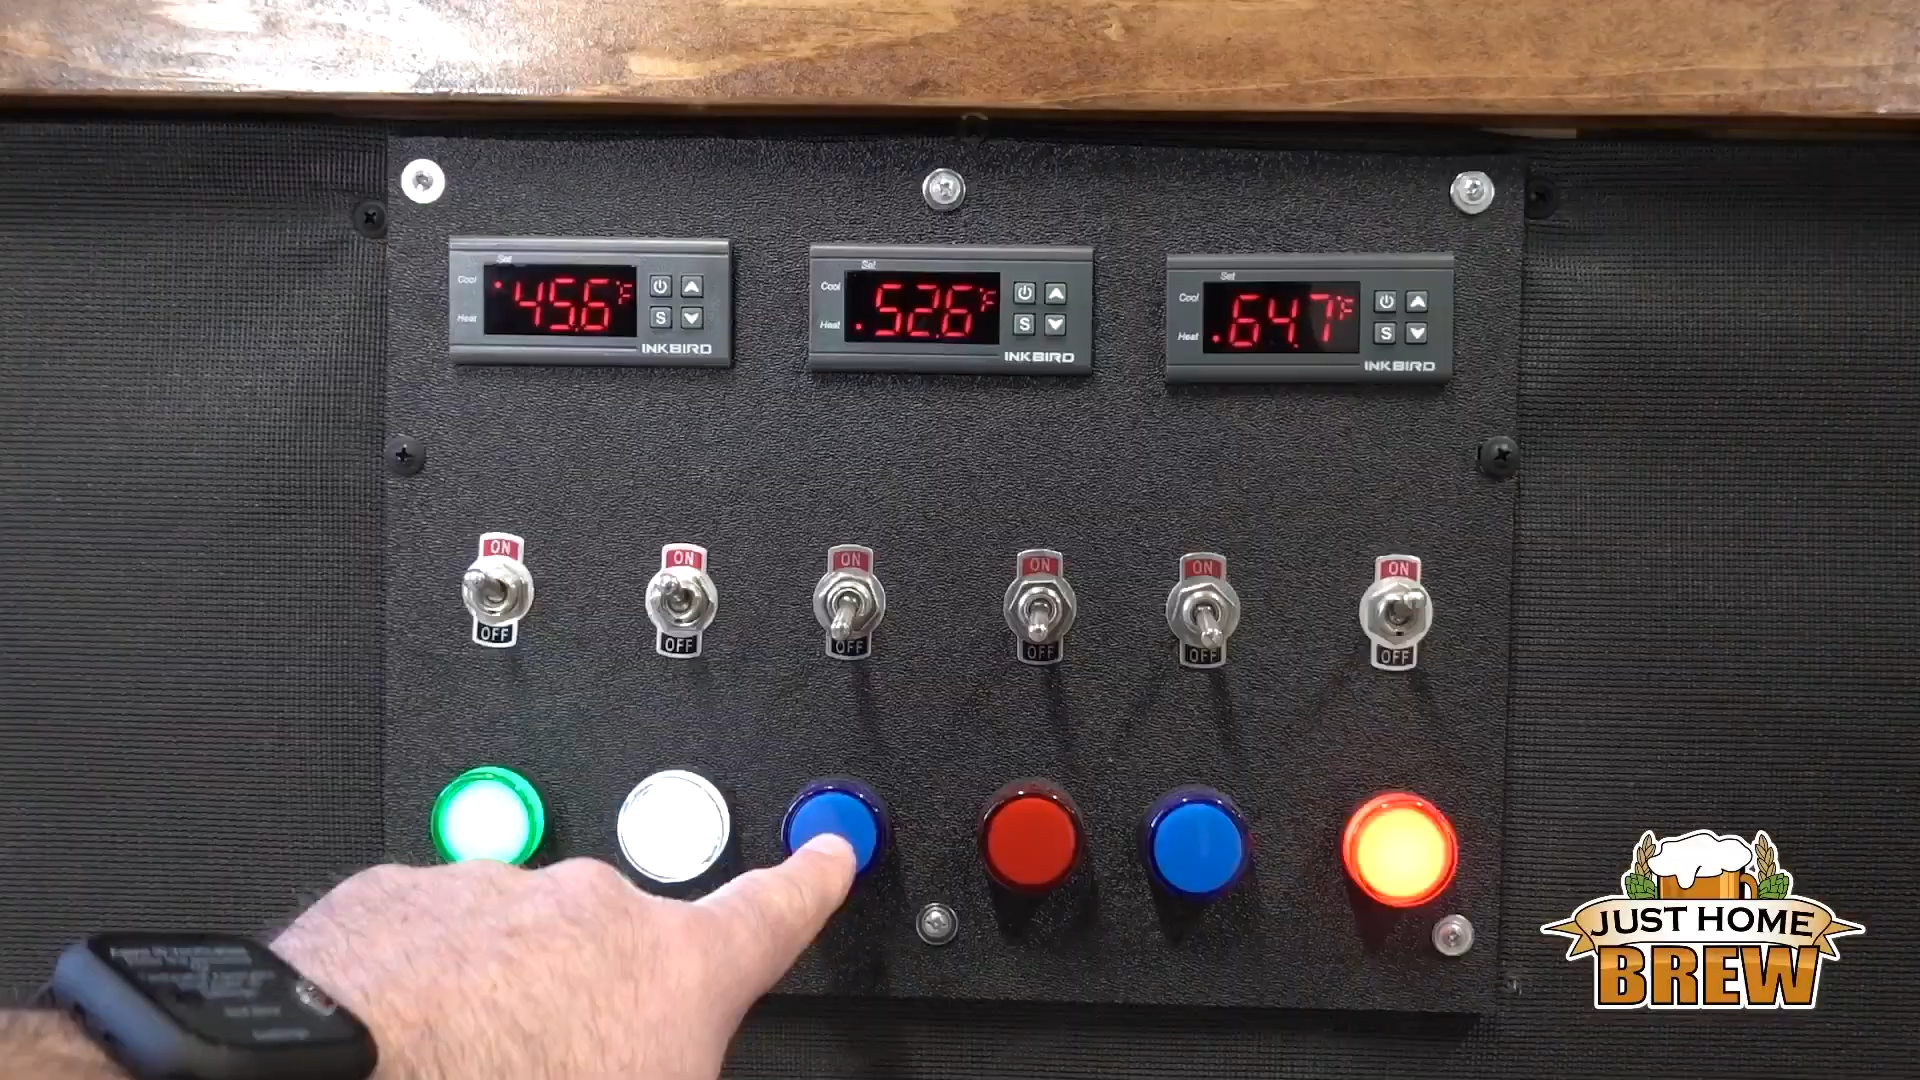 Set
Cool
45.6°F
S
Heat
INKBIRD
Set
Cool
52.6°F
S
Heat
INKBIRD
Set
Cool
64.7°F
S
Heat
INKBIRD
ON
ON
ON
ON
ON
ON
OFF
OFF
OFF
OFF
OFF
OFF
JUST HOME
BREW